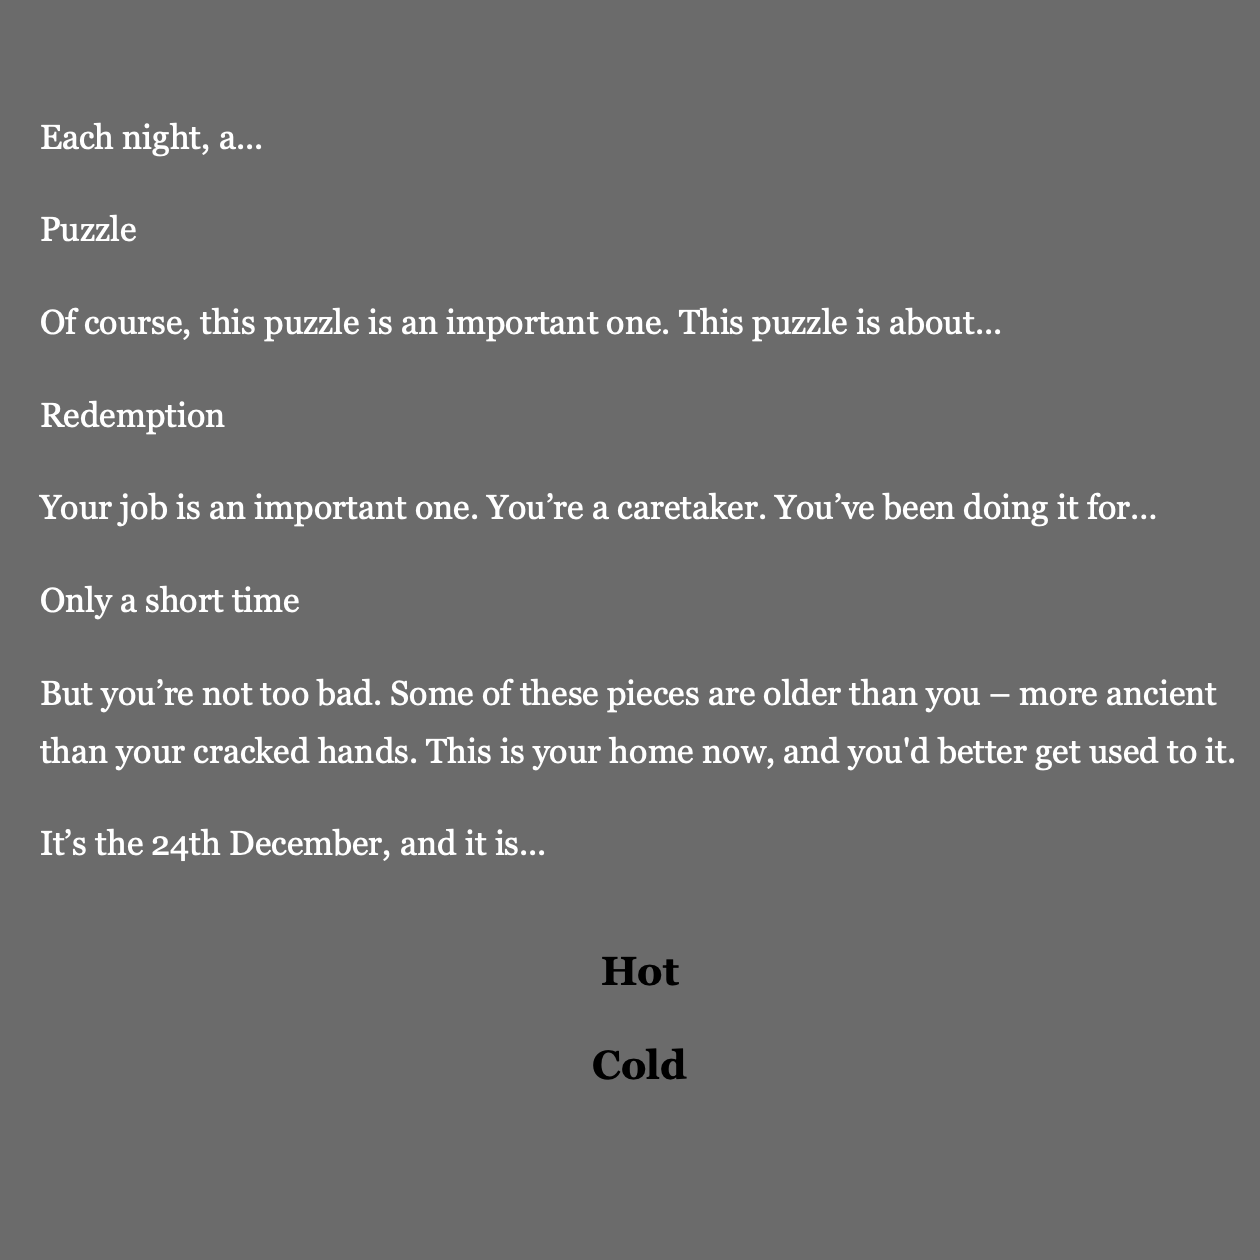 Each night, a...
Puzzle
Of course, this puzzle is an important one. This puzzle is about...
Redemption
Your job is an important one. You’re a caretaker. You’ve been doing it for...
Only a short time
But you’re not too bad. Some of these pieces are older than you – more ancient
than your cracked hands. This is your home now, and you'd better get used to it.
It’s the 24th December, and it is...
Hot
Cold